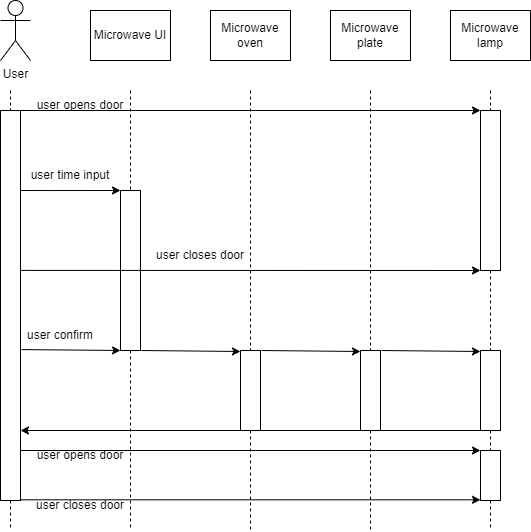 User
Microwave UI
Microwave
oven
Microwave
plate
Microwave
lamp
user opens door
user time input
user closes door
user confirm
user opens door
user closes door